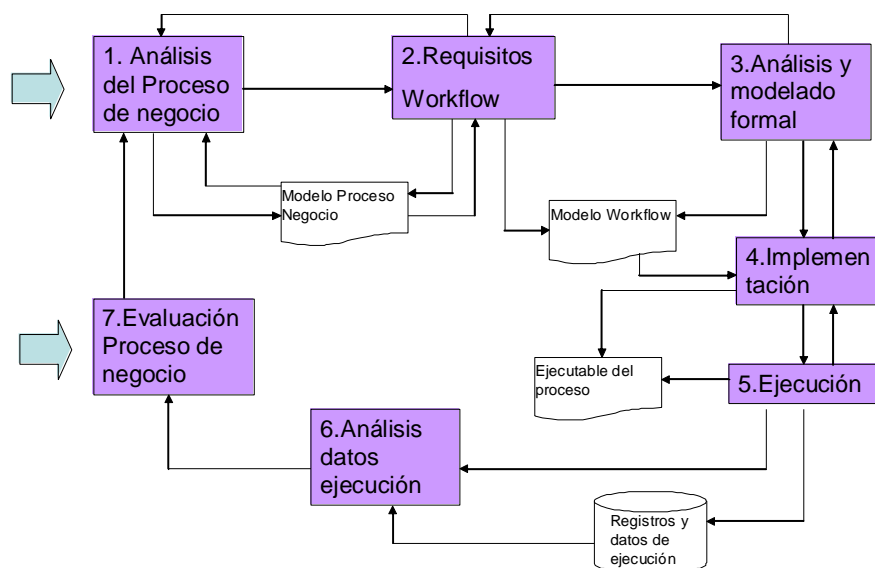 1. Análisis
del Proceso
de negocio
2.Requisitos
Workflow
3.Análisis y
modelado
formal
Modelo Proceso
Negocio
Modelo Workflow
4.Implemen
tación
7.Evaluación
Proceso de
negocio
Ejecutable del
proceso
5.Ejecución
6.Análisis
datos
ejecución
Registros y
datos de
ejecución